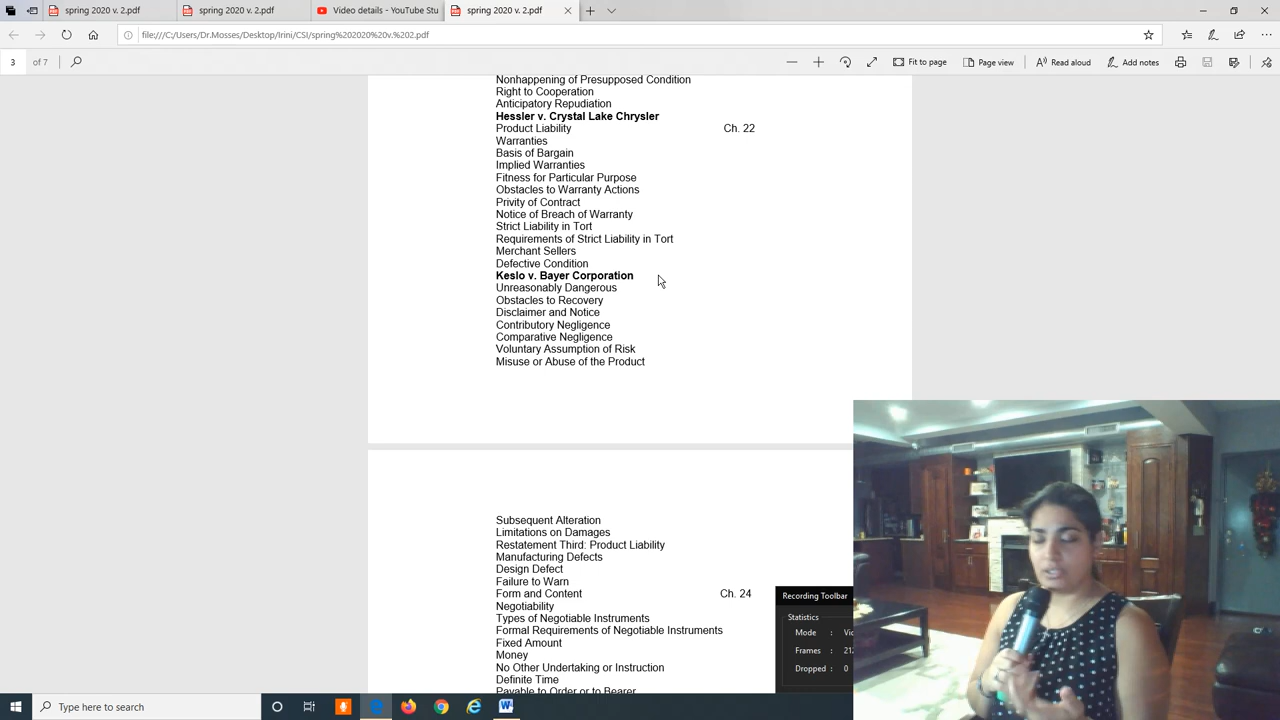 spring 2020 v. 2.pdf
spring 2020 v. 2.pdf
Video details - YouTube Stu
spring 2020 v. 2.pdf
file:///C:/Users/Dr.Mosses/Desktop/Irini/CSI/spring%202020%20v.%202.pdf
3 of 7
Fit to page
Page view
Read aloud
Add notes
Nonhappening of Presupposed Condition
Right to Cooperation
Anticipatory Repudiation
Hessler v. Crystal Lake Chrysler
Product Liability Ch. 22
Warranties
Basis of Bargain
Implied Warranties
Fitness for Particular Purpose
Obstacles to Warranty Actions
Privity of Contract
Notice of Breach of Warranty
Strict Liability in Tort
Requirements of Strict Liability in Tort
Merchant Sellers
Defective Condition
Keslo v. Bayer Corporation
Unreasonably Dangerous
Obstacles to Recovery
Disclaimer and Notice
Contributory Negligence
Comparative Negligence
Voluntary Assumption of Risk
Misuse or Abuse of the Product
Subsequent Alteration
Limitations on Damages
Restatement Third: Product Liability
Manufacturing Defects
Design Defect
Failure to Warn
Form and Content Ch. 24
Negotiability
Types of Negotiable Instruments
Formal Requirements of Negotiable Instruments
Fixed Amount
Money
No Other Undertaking or Instruction
Definite Time
Payable to Order or to Bearer
Recording Toolbar
Statistics
Mode :
Frames :
Dropped : 0
Type here to search